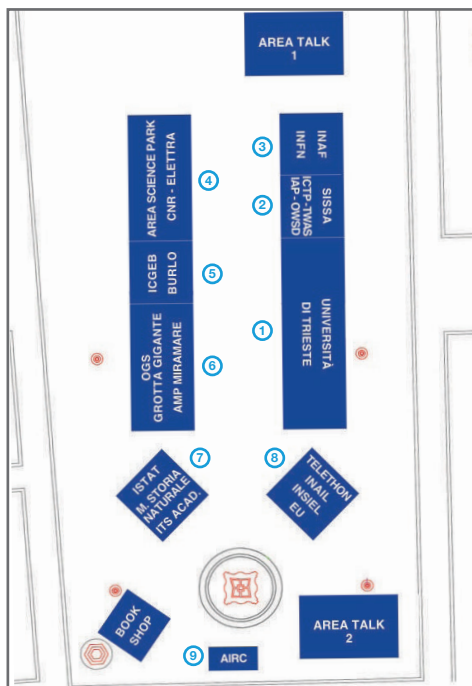 AREA TALK
1
INAF
INFN
3
AREA SCIENCE PARK
CNR - ELETTRA
4
SISSA
ICTP-TWAS
IAP-OWSD
2
ICGEB
BURLO
5
UNIVERSITÀ
DI TRIESTE
1
OGS
GROTTA GIGANTE
AMP MIRAMARE
6
ISTAT
M. STORIA
NATURALE
ITS ACAD.
7
TELETHON
INAIL
INSIEL
EU
8
BOOK
SHOP
AREA TALK
2
AIRC
9